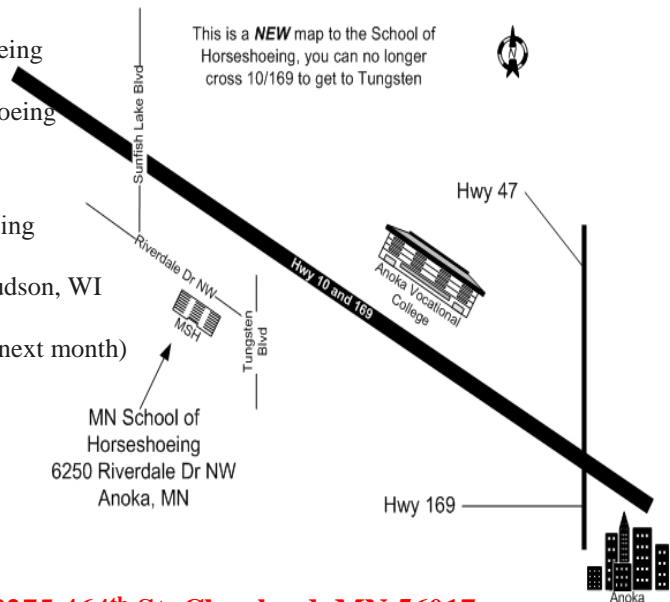 eing
oeing
ing
udson, WI
next month)
This is a NEW map to the School of
Horseshoeing, you can no longer
cross 10/169 to get to Tungsten
N
Sunfish Lake Blvd
Hwy 47
Riverdale Dr NW
MSH
Tungsten
Blvd
Hwy 10 and 169
Anoka Vocational
College
MN School of
Horseshoeing
6250 Riverdale Dr NW
Anoka, MN
Hwy 169
Anoka